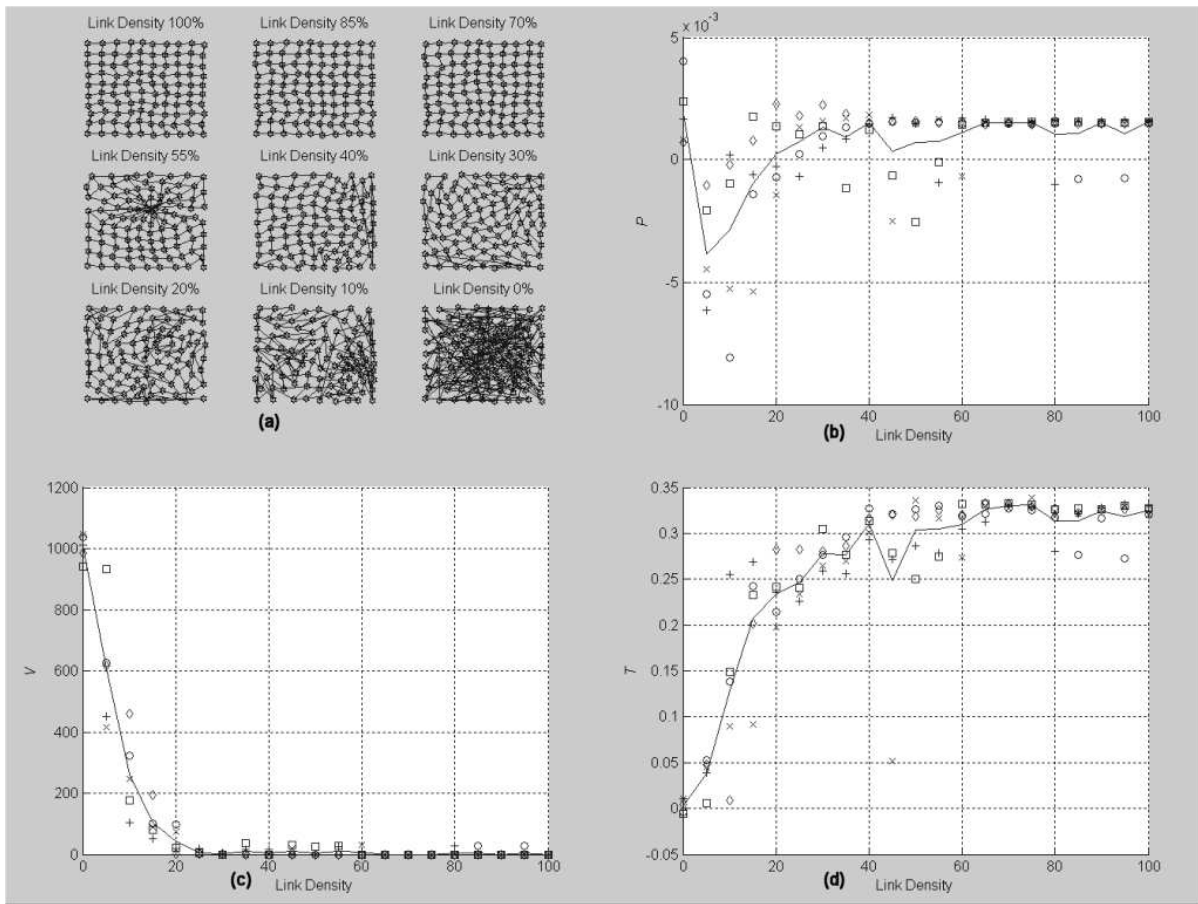 Link Density 100%
Link Density 85%
Link Density 70%
Link Density 55%
Link Density 40%
Link Density 30%
Link Density 20%
Link Density 10%
Link Density 0%
(a)
× 10⁻³
5
0
-5
-10
P
0
20
40
60
80
100
(b)
Link Density
1200
1000
800
600
400
200
0
V
0
20
40
60
80
100
(c)
Link Density
0.35
0.3
0.25
0.2
0.15
0.1
0.05
0
-0.05
T
0
20
40
60
80
100
(d)
Link Density